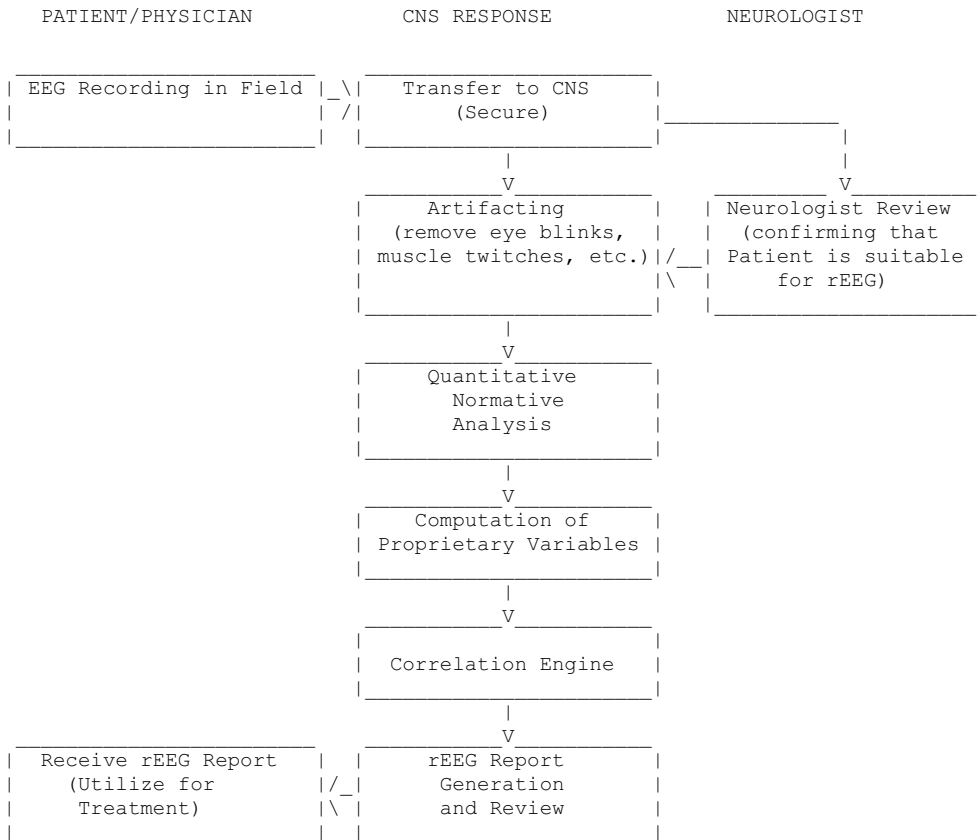 PATIENT/PHYSICIAN CNS RESPONSE NEUROLOGIST
EEG Recording in Field
Transfer to CNS
(Secure)
Artifacting
(remove eye blinks,
muscle twitches, etc.)
Neurologist Review
(confirming that
Patient is suitable
for rEEG)
Quantitative
Normative
Analysis
Computation of
Proprietary Variables
Correlation Engine
rEEG Report
Generation
and Review
Receive rEEG Report
(Utilize for
Treatment)